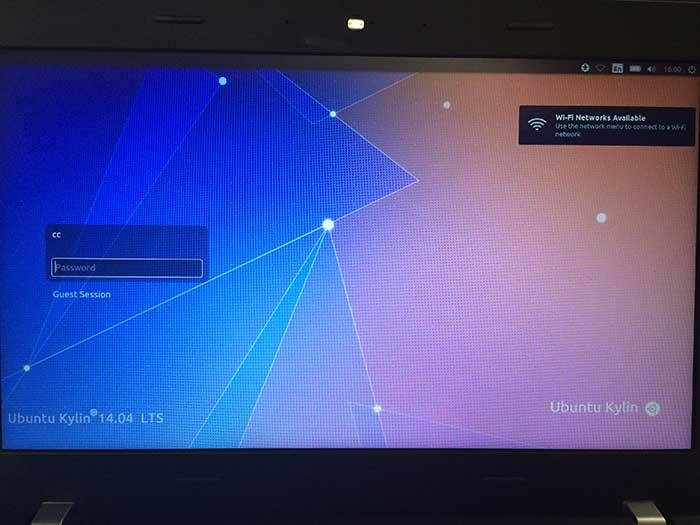 En 16:00
Wi-Fi Networks Available
Use the network menu to connect to a Wi-Fi
network
cc
Password
Guest Session
Ubuntu Kylin 14.04 LTS
Ubuntu Kylin